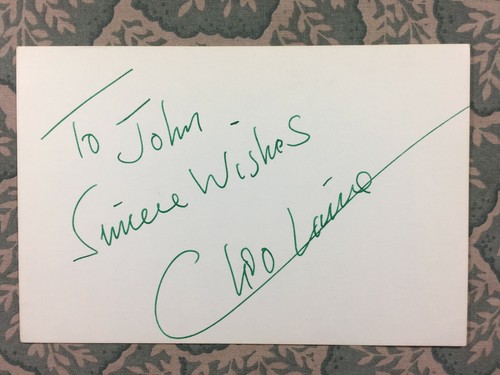 To John -
Sincere Wishes
Cleo Laine